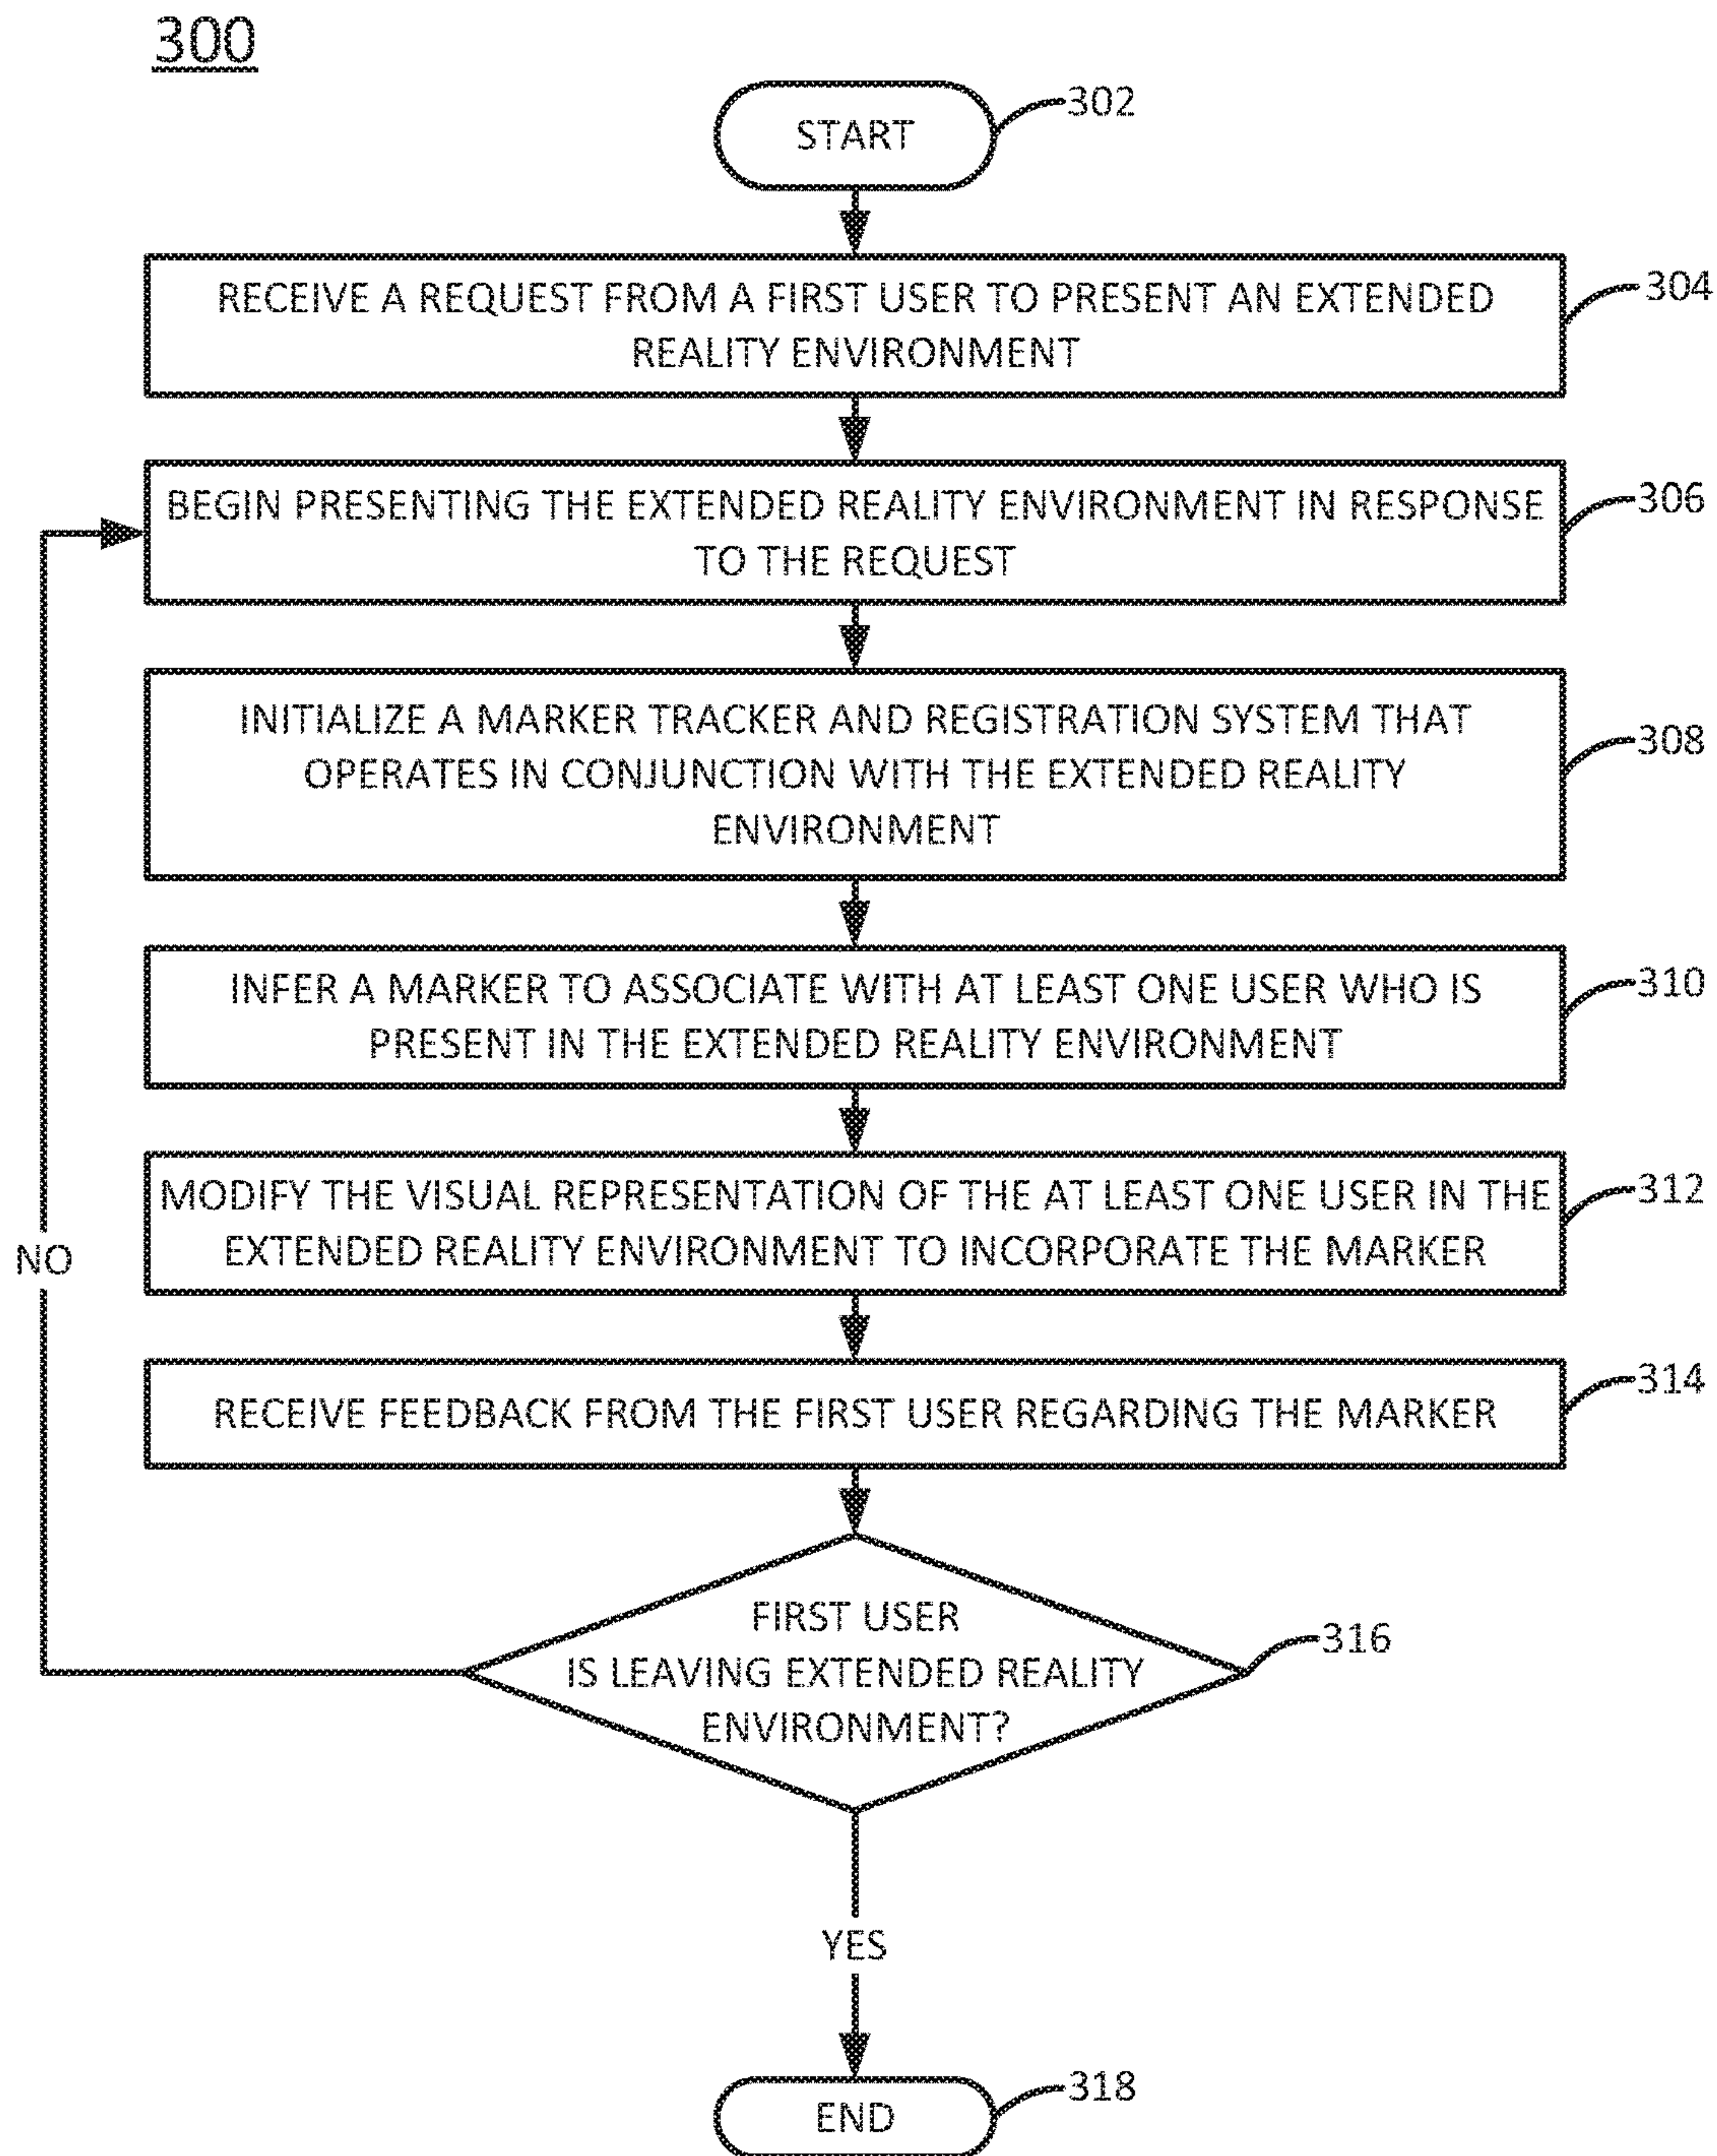 300
START
302
RECEIVE A REQUEST FROM A FIRST USER TO PRESENT AN EXTENDED
REALITY ENVIRONMENT
304
BEGIN PRESENTING THE EXTENDED REALITY ENVIRONMENT IN RESPONSE
TO THE REQUEST
306
INITIALIZE A MARKER TRACKER AND REGISTRATION SYSTEM THAT
OPERATES IN CONJUNCTION WITH THE EXTENDED REALITY
ENVIRONMENT
308
INFER A MARKER TO ASSOCIATE WITH AT LEAST ONE USER WHO IS
PRESENT IN THE EXTENDED REALITY ENVIRONMENT
310
MODIFY THE VISUAL REPRESENTATION OF THE AT LEAST ONE USER IN THE
EXTENDED REALITY ENVIRONMENT TO INCORPORATE THE MARKER
312
NO
RECEIVE FEEDBACK FROM THE FIRST USER REGARDING THE MARKER
314
FIRST USER
IS LEAVING EXTENDED REALITY
ENVIRONMENT?
316
YES
END
318